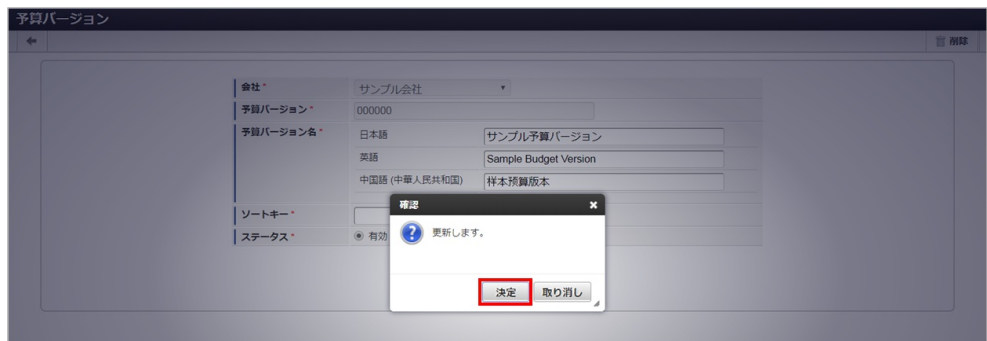 予算バージョン
削除
会社 *
サンプル会社
予算バージョン *
000000
予算バージョン名 *
日本語
サンプル予算バージョン
英語
Sample Budget Version
中国語 (中華人民共和国)
样本预算版本
ソートキー *
ステータス *
有効
確認
更新します。
決定
取り消し